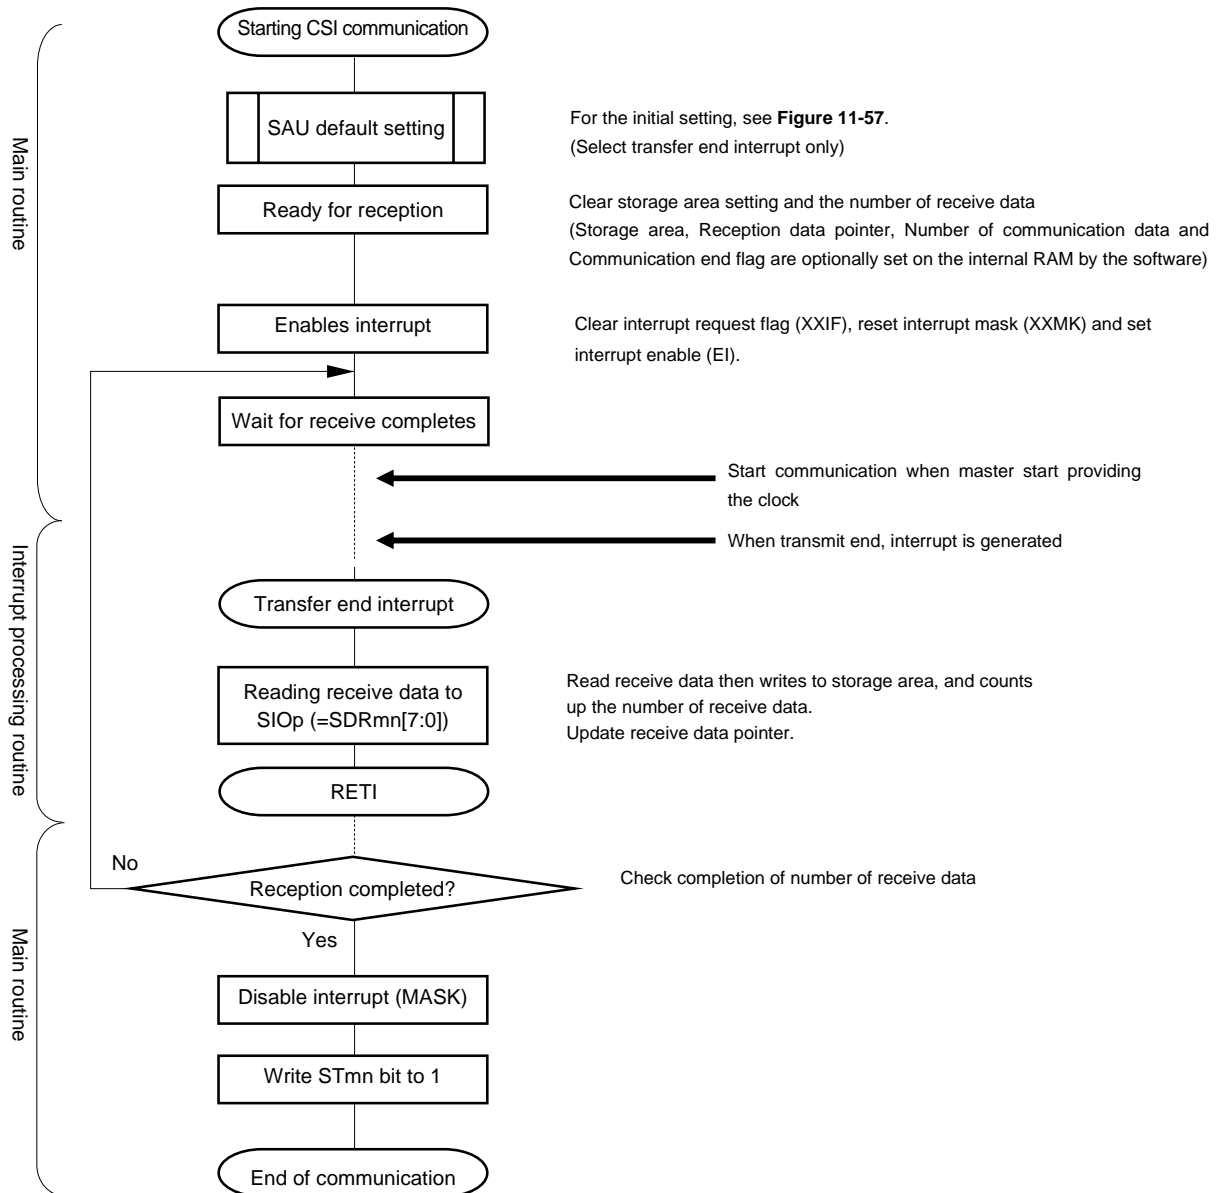 Starting CSI communication
Main routine
SAU default setting
For the initial setting, see Figure 11-57.
(Select transfer end interrupt only)
Ready for reception
Clear storage area setting and the number of receive data
(Storage area, Reception data pointer, Number of communication data and
Communication end flag are optionally set on the internal RAM by the software)
Enables interrupt
Clear interrupt request flag (XXIF), reset interrupt mask (XXMK) and set
interrupt enable (EI).
Wait for receive completes
Start communication when master start providing
the clock
When transmit end, interrupt is generated
Interrupt processing routine
Transfer end interrupt
Reading receive data to
SIOp (=SDRmn[7:0])
Read receive data then writes to storage area, and counts
up the number of receive data.
Update receive data pointer.
RETI
No
Reception completed?
Check completion of number of receive data
Yes
Main routine
Disable interrupt (MASK)
Write STmn bit to 1
End of communication